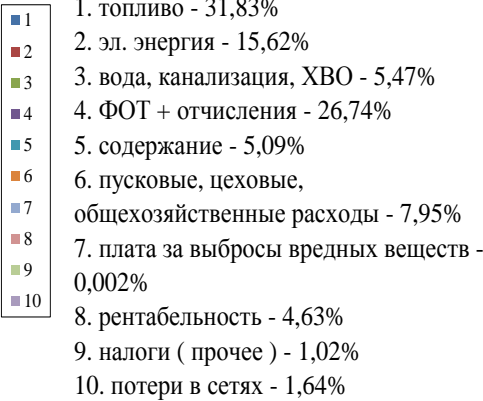 1
2
3
4
5
6
7
8
9
10
1. топливо - 31,83%
2. эл. энергия - 15,62%
3. вода, канализация, ХВО - 5,47%
4. ФОТ + отчисления - 26,74%
5. содержание - 5,09%
6. пусковые, цеховые,
общехозяйственные расходы - 7,95%
7. плата за выбросы вредных веществ -
0,002%
8. рентабельность - 4,63%
9. налоги ( прочее ) - 1,02%
10. потери в сетях - 1,64%